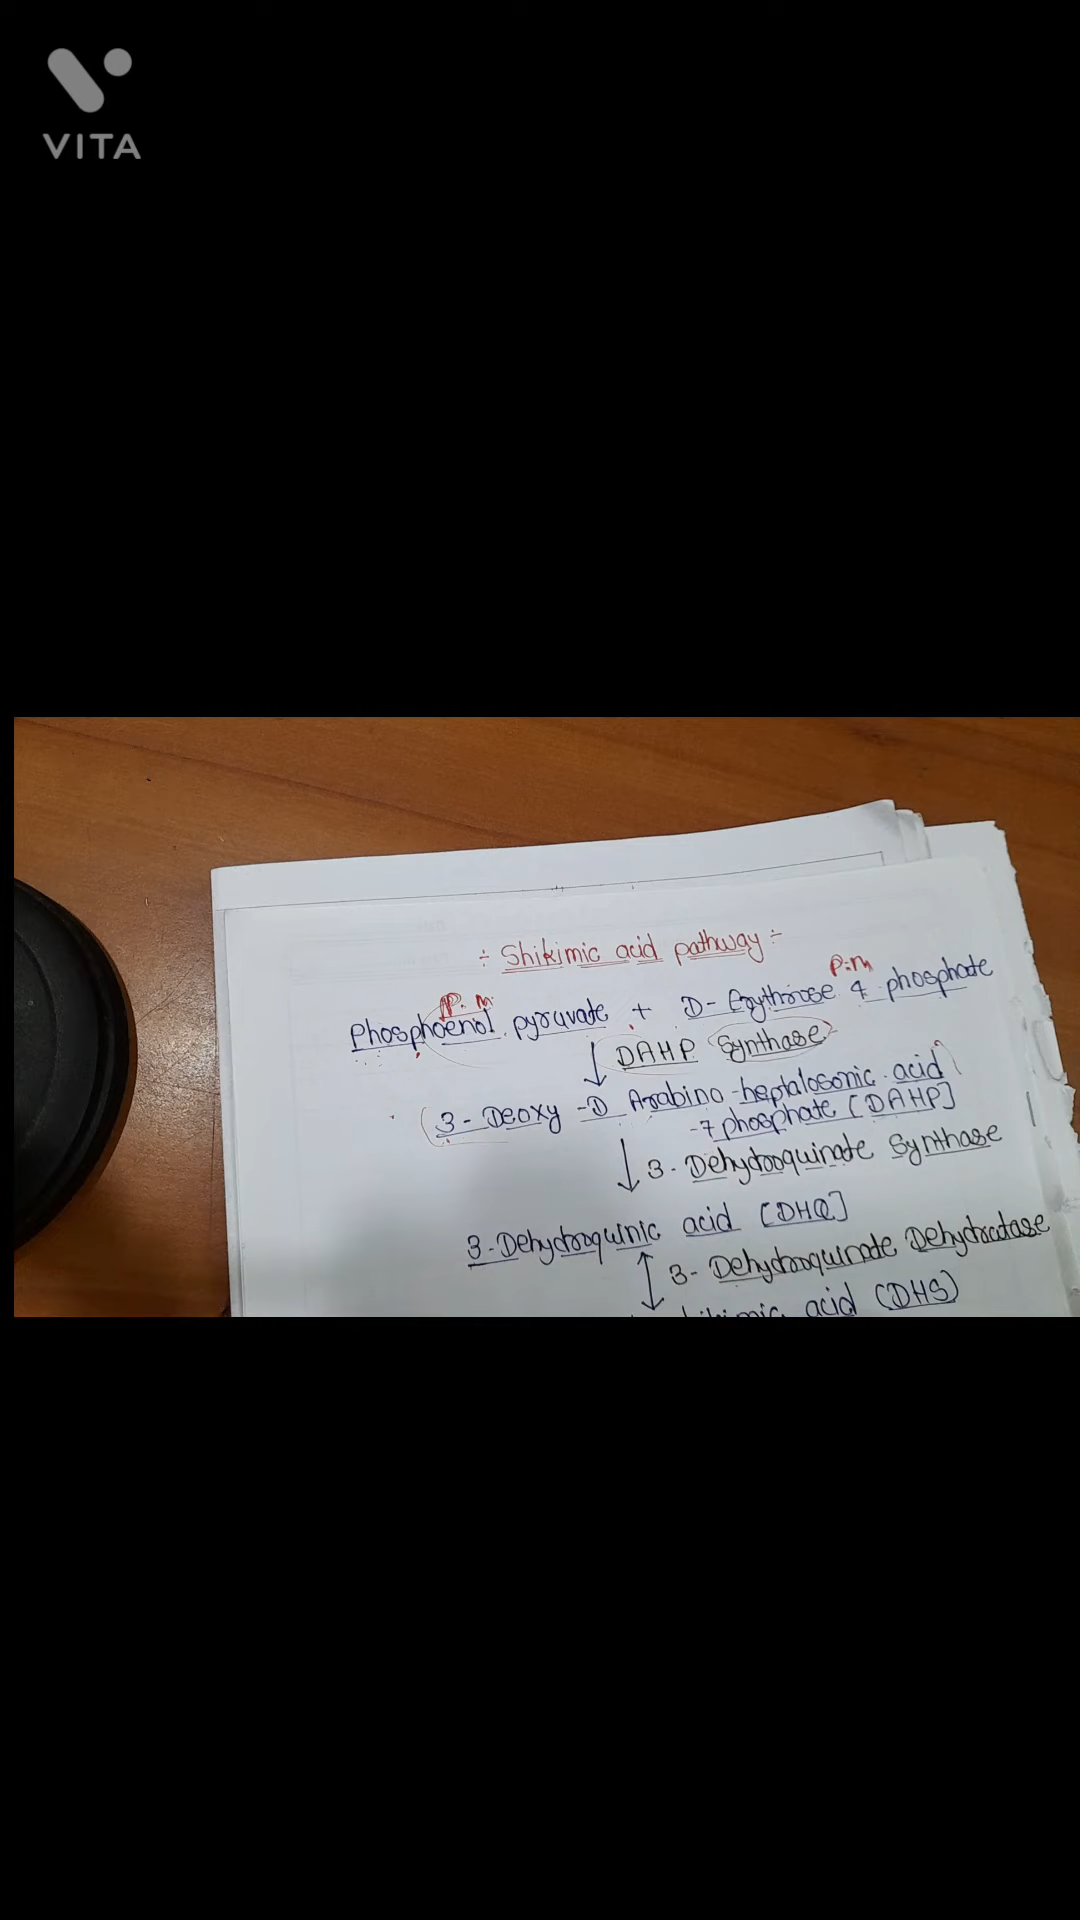 VITA
÷ Shikimic acid pathway ÷
P.M P.M
Phosphoenol pyruvate + D- Erythrose 4 phosphate
DAHP Synthase
3- Deoxy -D Arabino -heptalosonic acid
-7 phosphate [DAHP]
3- Dehydroquinate Synthase
3-Dehydroquinic acid [DHQ]
3- Dehydroquinate Dehydratase
acid (DHS)